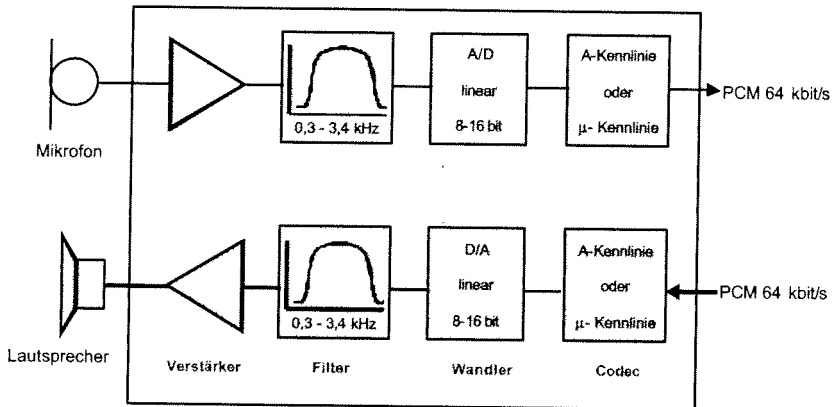 Mikrofon
0,3 - 3,4 kHz
A/D
linear
8-16 bit
A-Kennlinie
oder
µ- Kennlinie
PCM 64 kbit/s
Lautsprecher
0,3 - 3,4 kHz
D/A
linear
8-16 bit
A-Kennlinie
oder
µ- Kennlinie
PCM 64 kbit/s
Verstärker
Filter
Wandler
Codec